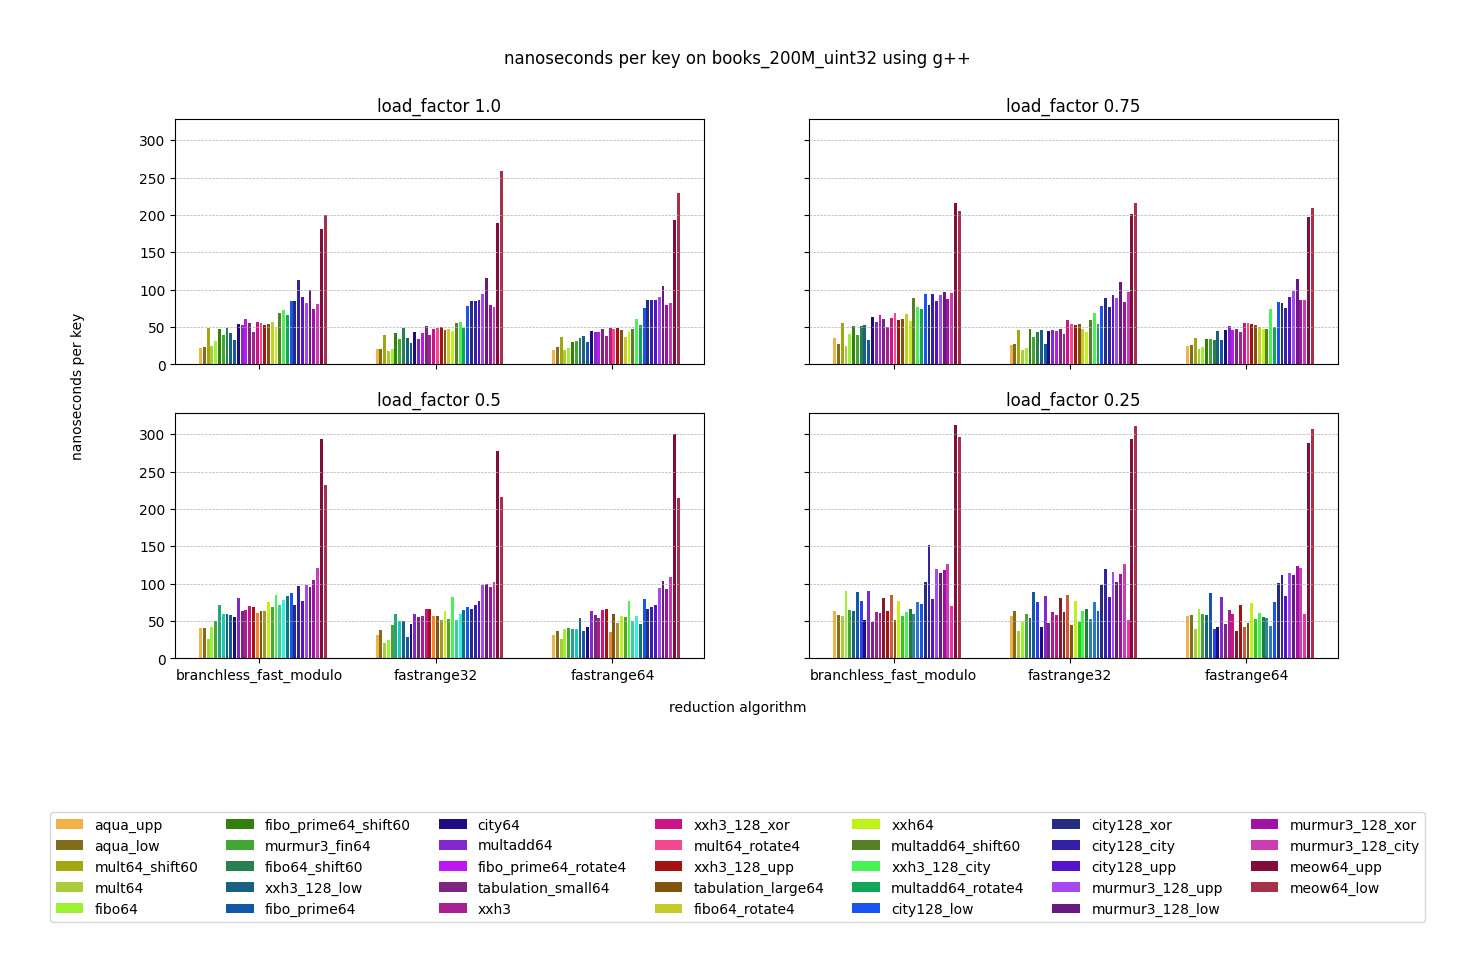 nanoseconds per key on books_200M_uint32 using g++
load_factor 1.0
load_factor 0.75
300
250
200
150
100
50
0
load_factor 0.5
load_factor 0.25
300
250
200
150
100
50
0
nanoseconds per key
branchless_fast_modulo fastrange32 fastrange64
branchless_fast_modulo fastrange32 fastrange64
reduction algorithm
aqua_upp
aqua_low
mult64_shift60
mult64
fibo64
fibo_prime64_shift60
murmur3_fin64
fibo64_shift60
xxh3_128_low
fibo_prime64
city64
multadd64
fibo_prime64_rotate4
tabulation_small64
xxh3
xxh3_128_xor
mult64_rotate4
xxh3_128_upp
tabulation_large64
fibo64_rotate4
xxh64
multadd64_shift60
xxh3_128_city
multadd64_rotate4
city128_low
city128_xor
city128_city
city128_upp
murmur3_128_upp
murmur3_128_low
murmur3_128_xor
murmur3_128_city
meow64_upp
meow64_low